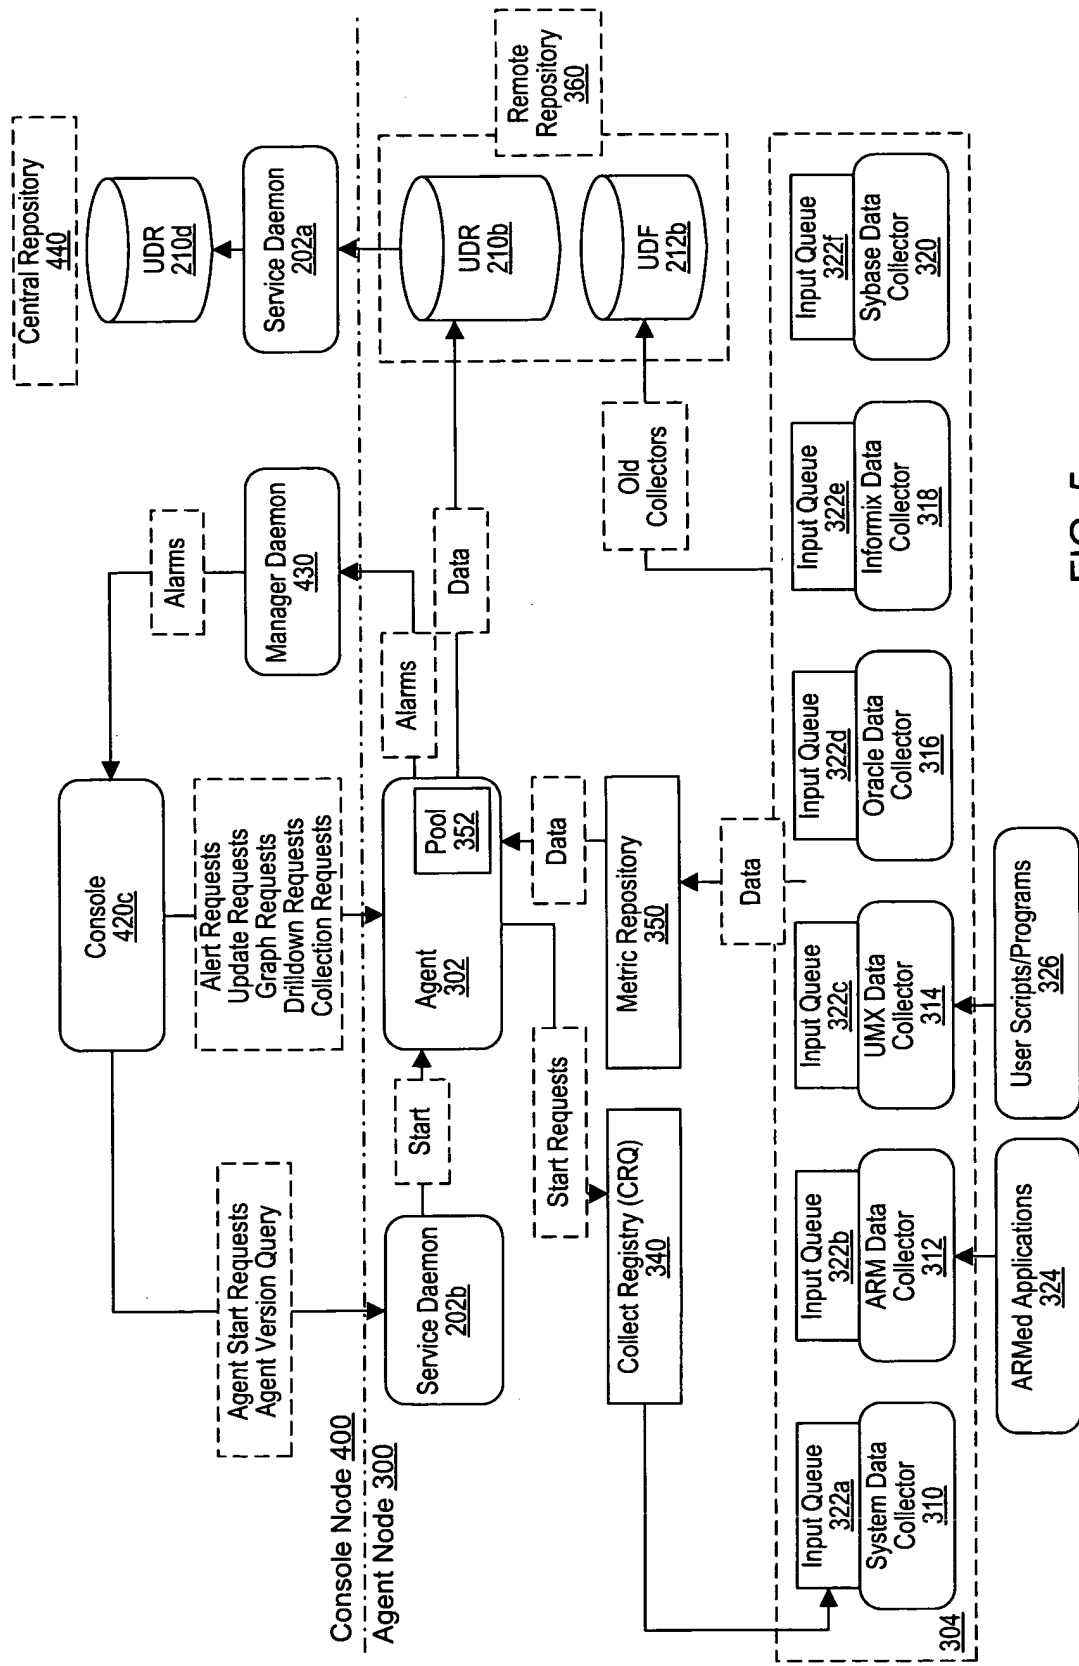 Central Repository
440
UDR
210d
Service Daemon
202a
Alarms
Manager Daemon
430
Console
420c
Alert Requests
Update Requests
Graph Requests
Drilldown Requests
Collection Requests
Agent Start Requests
Agent Version Query
Console Node 400
Agent Node 300
Service Daemon
202b
Start
Agent
302
Pool
352
Alarms
Data
UDR
210b
UDF
212b
Remote
Repository
360
Old
Collectors
Start Requests
Data
Collect Registry (CRQ)
340
Metric Repository
350
Data
Input Queue
322a
System Data
Collector
310
Input Queue
322b
ARM Data
Collector
312
Input Queue
322c
UMX Data
Collector
314
Input Queue
322d
Oracle Data
Collector
316
Input Queue
322e
Informix Data
Collector
318
Input Queue
322f
Sybase Data
Collector
320
304
ARMed Applications
324
User Scripts/Programs
326